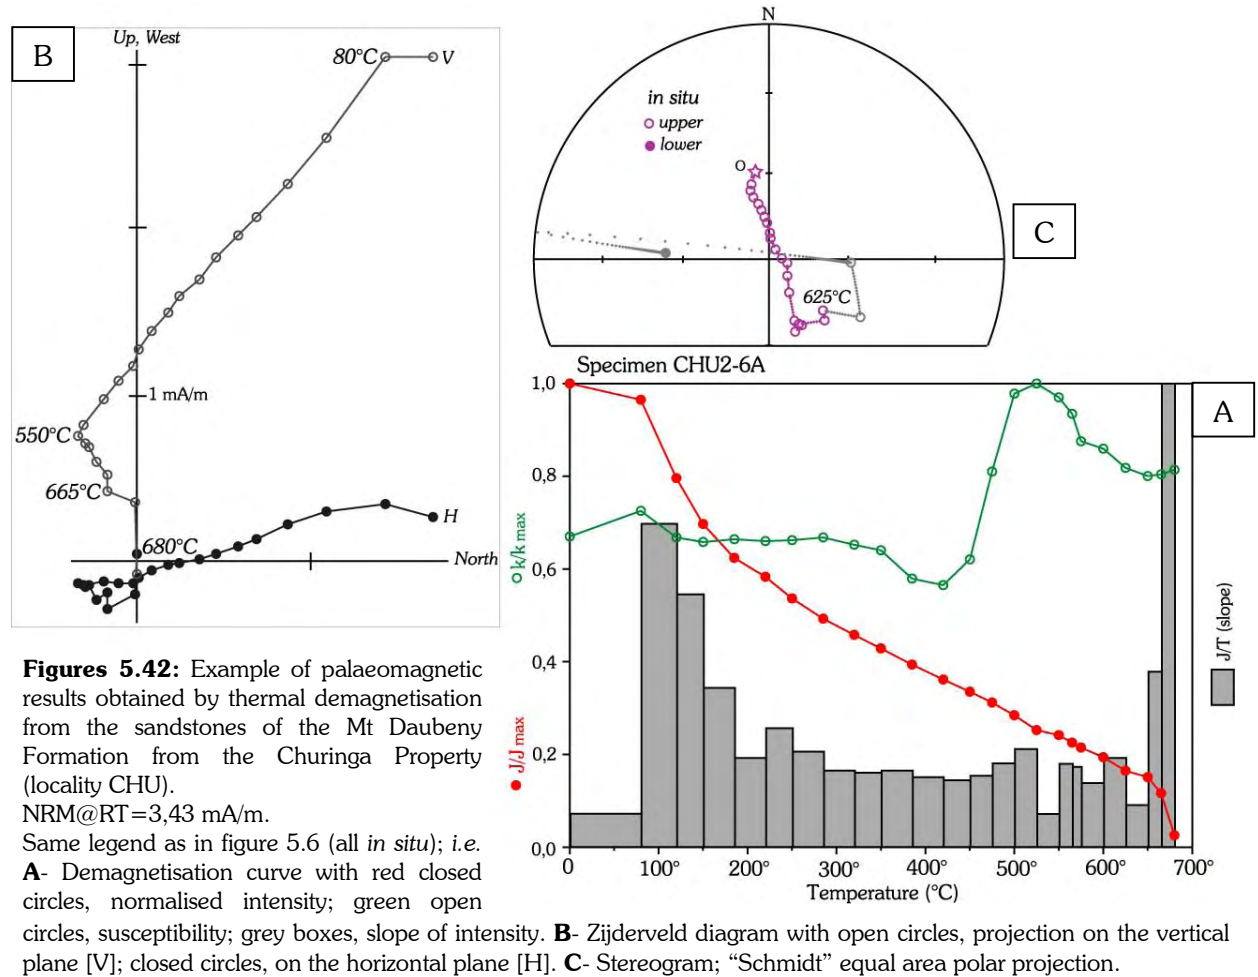 B
Up, West
80°C
V
1 mA/m
550°C
665°C
680°C
H
North
N
in situ
upper
lower
O
C
625°C
Specimen CHU2-6A
A
1,0
0,8
0,6
0,4
0,2
0,0
k/k max
J/J max
0
100°
200°
300°
400°
500°
600°
700°
Temperature (°C)
J/T (slope)
Figures 5.42: Example of palaeomagnetic
results obtained by thermal demagnetisation
from the sandstones of the Mt Daubeny
Formation from the Churinga Property
(locality CHU).
NRM@RT=3,43 mA/m.
Same legend as in figure 5.6 (all in situ); i.e.
A- Demagnetisation curve with red closed
circles, normalised intensity; green open
circles, susceptibility; grey boxes, slope of intensity. B- Zijderveld diagram with open circles, projection on the vertical
plane [V]; closed circles, on the horizontal plane [H]. C- Stereogram; “Schmidt” equal area polar projection.